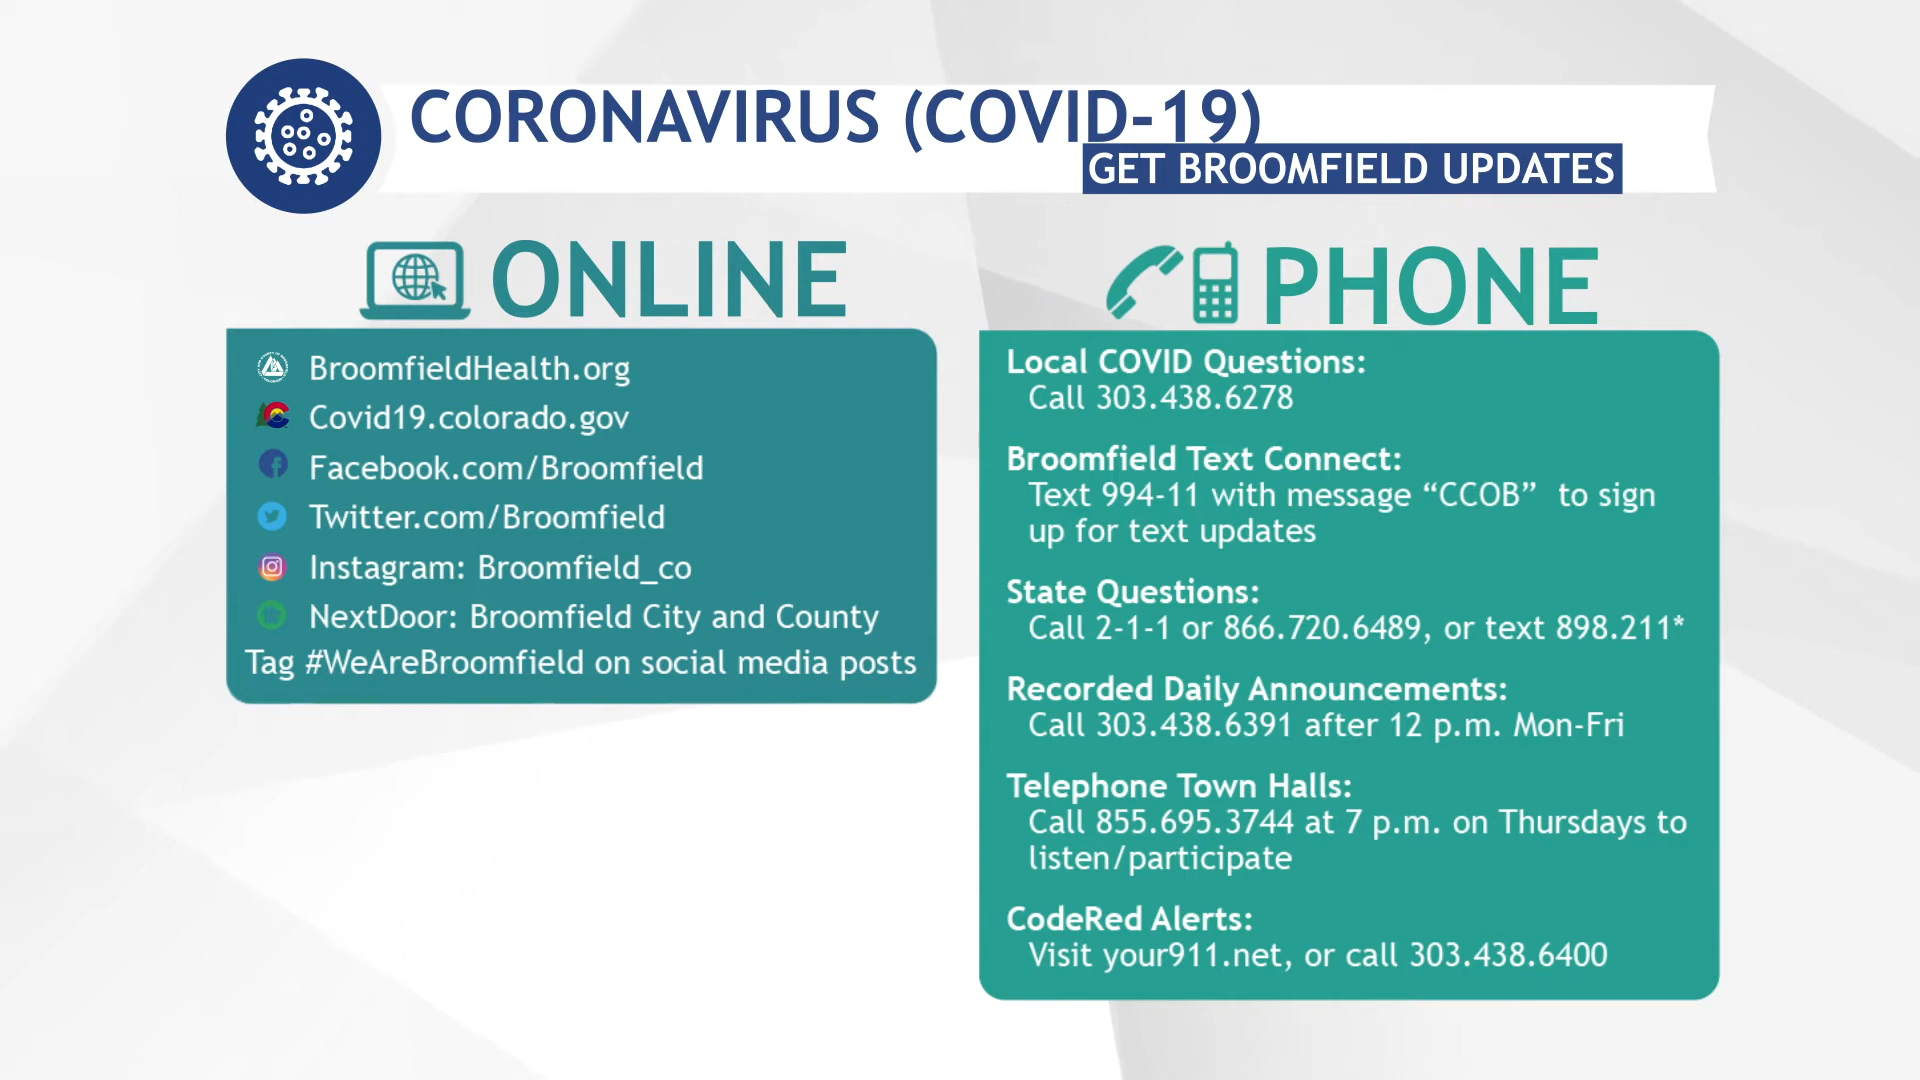 CORONAVIRUS (COVID-19)
GET BROOMFIELD UPDATES
ONLINE
BroomfieldHealth.org
Covid19.colorado.gov
Facebook.com/Broomfield
Twitter.com/Broomfield
Instagram: Broomfield_co
NextDoor: Broomfield City and County
Tag #WeAreBroomfield on social media posts
PHONE
Local COVID Questions:
Call 303.438.6278
Broomfield Text Connect:
Text 994-11 with message “CCOB”  to sign
up for text updates
State Questions:
Call 2-1-1 or 866.720.6489, or text 898.211*
Recorded Daily Announcements:
Call 303.438.6391 after 12 p.m. Mon-Fri
Telephone Town Halls:
Call 855.695.3744 at 7 p.m. on Thursdays to
listen/participate
CodeRed Alerts:
Visit your911.net, or call 303.438.6400